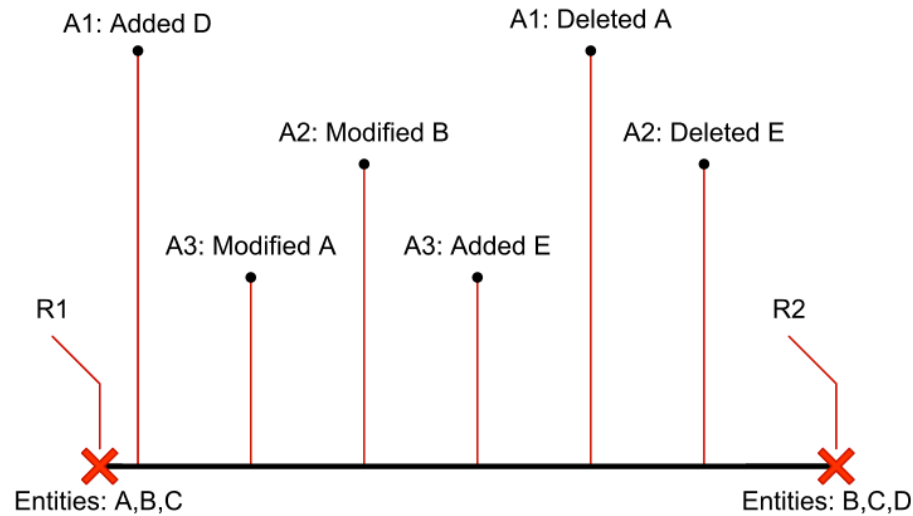 A1: Added D
A1: Deleted A
A2: Modified B
A2: Deleted E
A3: Modified A
A3: Added E
R1
R2
Entities: A,B,C
Entities: B,C,D